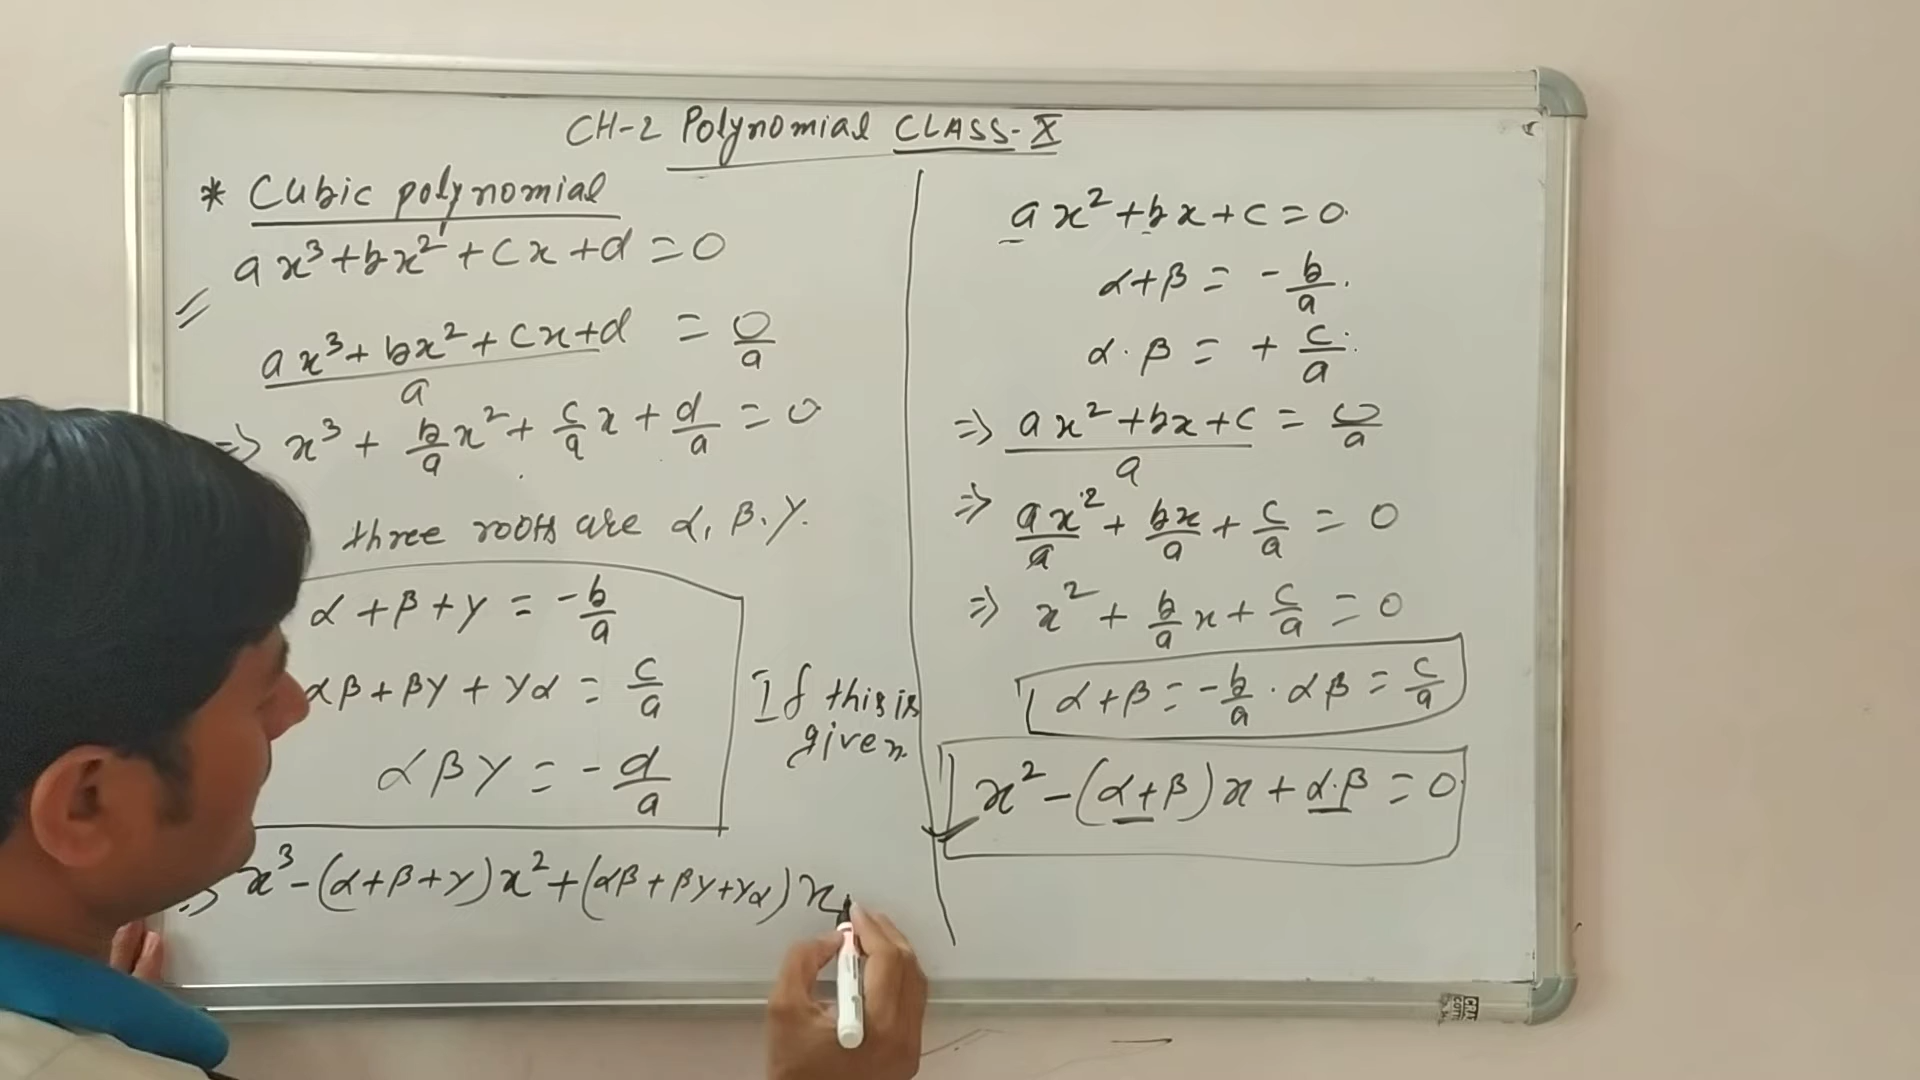 CH-2 Polynomial CLASS-X
* Cubic polynomial
ax³+bx²+cx+d=0
ax³+bx²+cx+d = 0/a
a
=> x³ + b/a x² + c/a x + d/a = 0
three roots are α, β, γ.
α+β+γ = -b/a
αβ+βγ+γα = c/a
αβγ = -d/a
If this is
given
x³-(α+β+γ)x²+(αβ+βγ+γα)x
ax²+bx+c=0
α+β = -b/a
α.β = +c/a
=> ax²+bx+c = 0/a
a
=> ax²/a + bx/a + c/a = 0
=> x² + b/a x + c/a = 0
α+β = -b/a . αβ = c/a
x²-(α+β)x+α.β=0